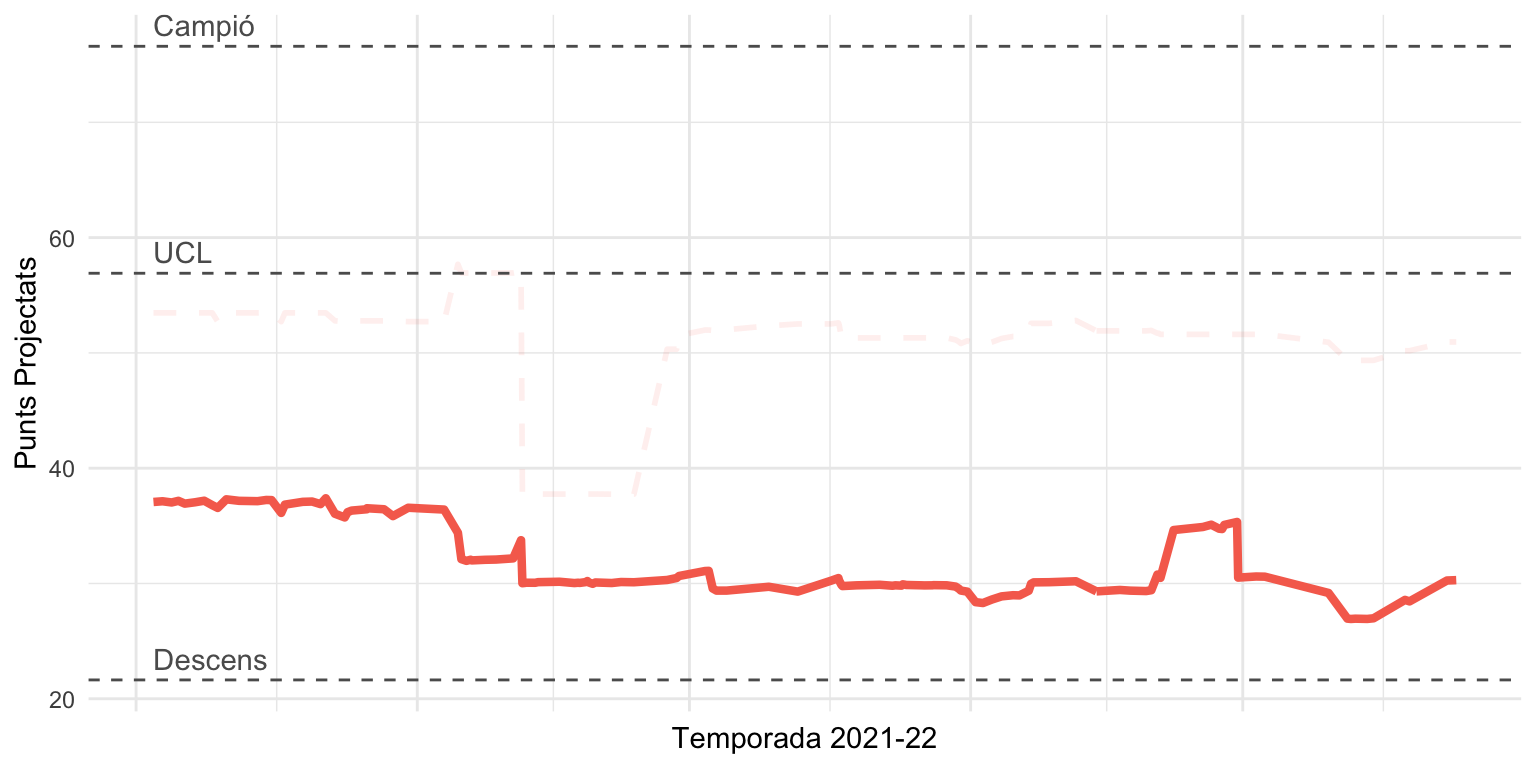 Campió
60
UCL
Punts Projectats
40
Descens
20
Temporada 2021-22